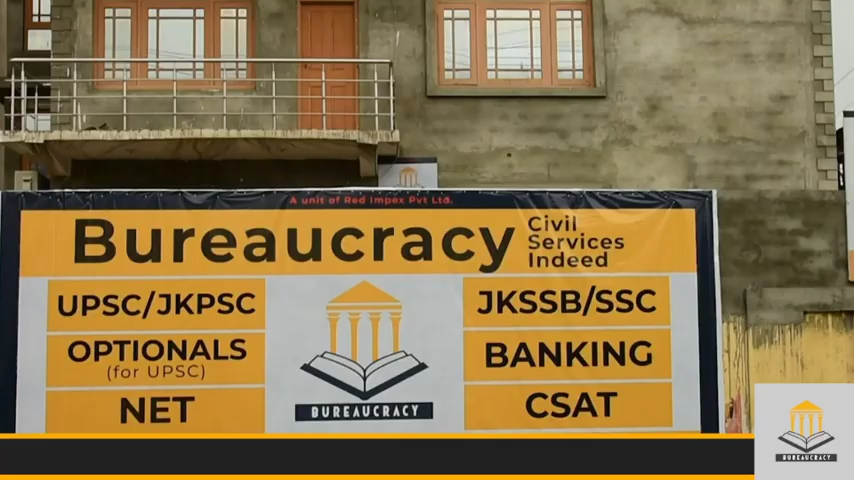 A unit of Red Impex Pvt Ltd.
Bureaucracy
Civil
Services
Indeed
UPSC/JKPSC
OPTIONALS
(for UPSC)
NET
BUREAUCRACY
JKSSB/SSC
BANKING
CSAT
BUREAUCRACY